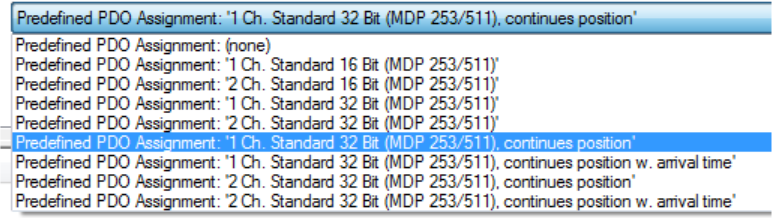 Predefined PDO Assignment: '1 Ch. Standard 32 Bit (MDP 253/511), continues position'
Predefined PDO Assignment: (none)
Predefined PDO Assignment: '1 Ch. Standard 16 Bit (MDP 253/511)'
Predefined PDO Assignment: '2 Ch. Standard 16 Bit (MDP 253/511)'
Predefined PDO Assignment: '1 Ch. Standard 32 Bit (MDP 253/511)'
Predefined PDO Assignment: '2 Ch. Standard 32 Bit (MDP 253/511)'
Predefined PDO Assignment: '1 Ch. Standard 32 Bit (MDP 253/511), continues position'
Predefined PDO Assignment: '1 Ch. Standard 32 Bit (MDP 253/511), continues position w. arrival time'
Predefined PDO Assignment: '2 Ch. Standard 32 Bit (MDP 253/511), continues position'
Predefined PDO Assignment: '2 Ch. Standard 32 Bit (MDP 253/511), continues position w. arrival time'